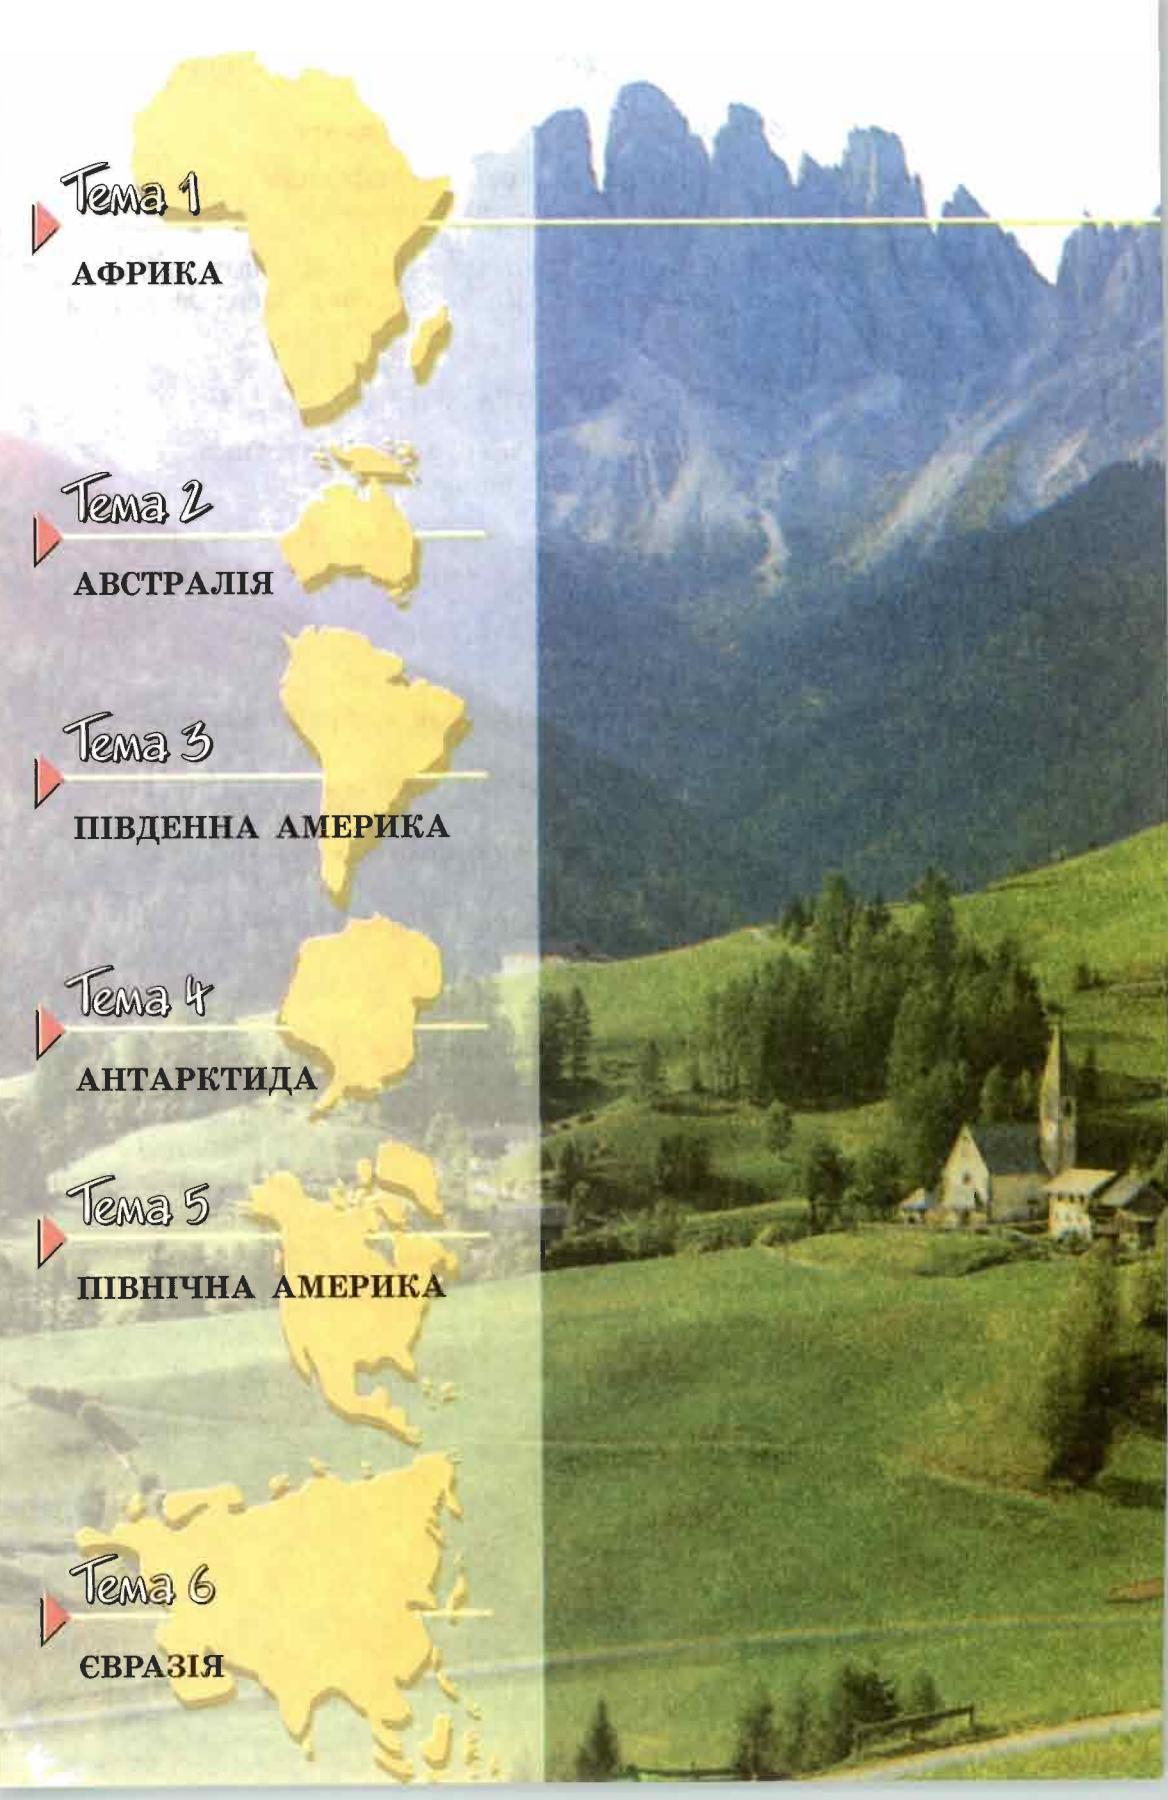 Тема 1
АФРИКА
Тема 2
АВСТРАЛІЯ
Тема 3
ПІВДЕННА АМЕРИКА
Тема 4
АНТАРКТИДА
Тема 5
ПІВНІЧНА АМЕРИКА
Тема 6
ЄВРАЗІЯ